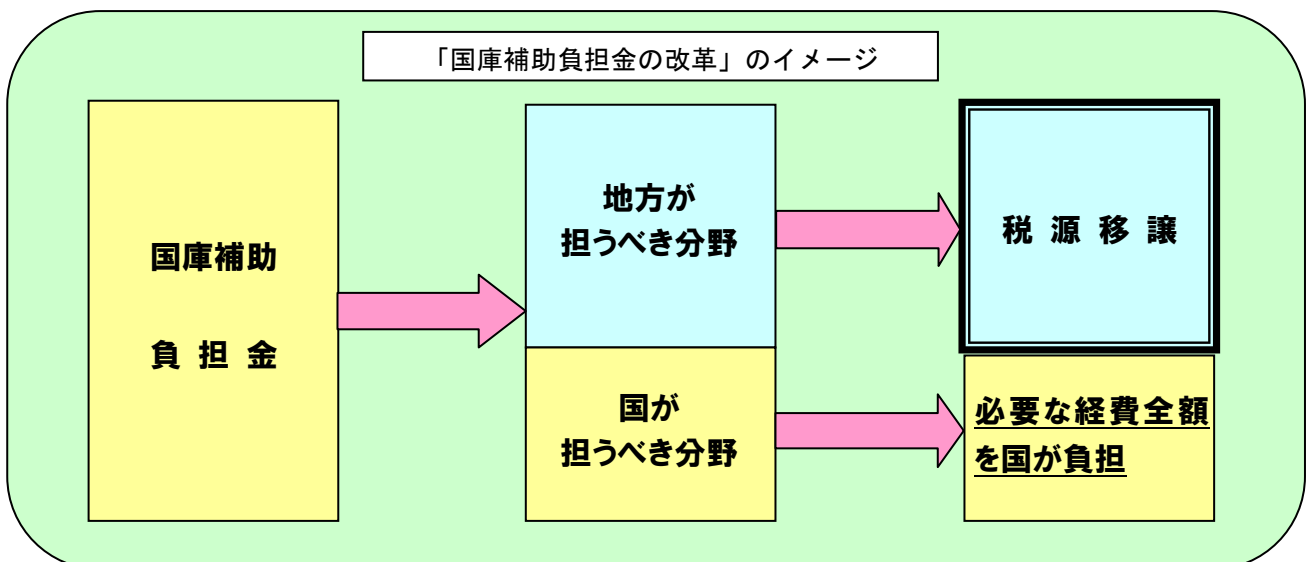 「国庫補助負担金の改革」のイメージ
国庫補助
負 担 金
地方が
担うべき分野
税 源 移 譲
国が
担うべき分野
必要な経費全額
を国が負担